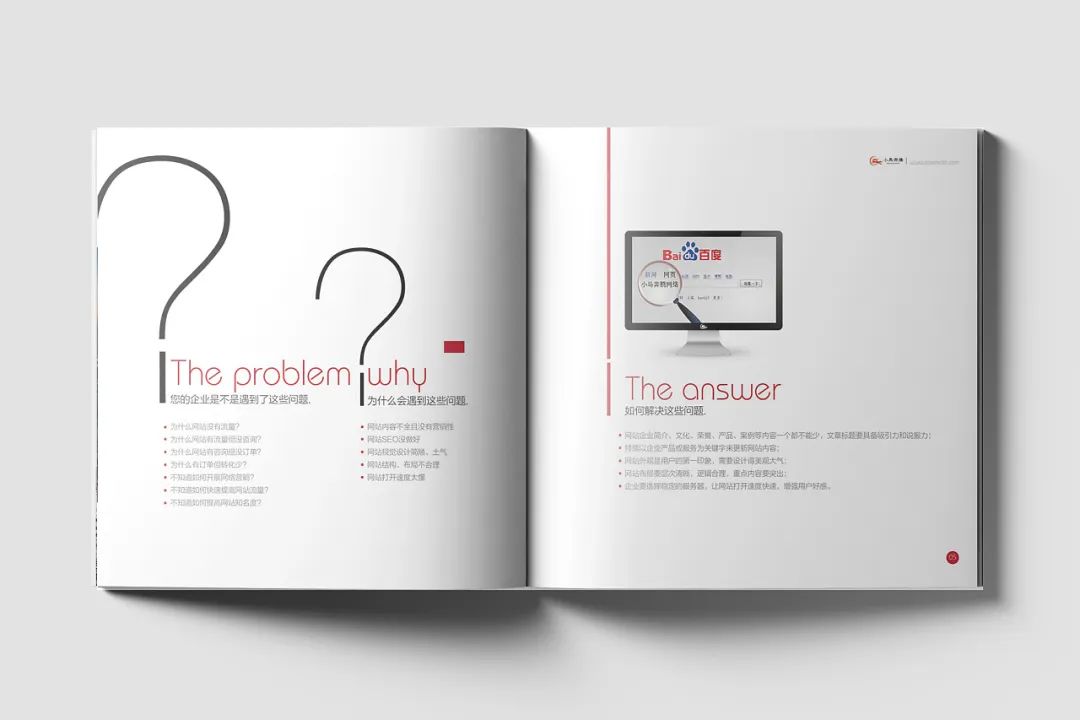 The problem
您的企业是不是遇到了这些问题.
为什么网站没有流量?
为什么网站有流量但没咨询?
为什么网站有咨询但没订单?
为什么有订单但转化少?
不知道如何开展网络营销?
不知道如何快速提高网站流量?
不知道如何提高网站知名度?
why
为什么会遇到这些问题.
网站内容不全且没有营销性
网站SEO没做好
网站视觉设计简陋、土气
网站结构、布局不合理
网站打开速度太慢
小马奔腾
Bai du 百度
新闻 网页
小马奔腾网络
百度一下
The answer
如何解决这些问题.
网站企业简介、文化、荣誉、产品、案例等内容一个都不能少，文章标题要具备吸引力和说服力;
持续以企业产品或服务为关键字来更新网站内容;
网站外观是用户的第一印象，需要设计得美观大气;
网站布局要层次清晰，逻辑合理，重点内容要突出;
企业要选择稳定的服务器，让网站打开速度快速，增强用户好感。
05